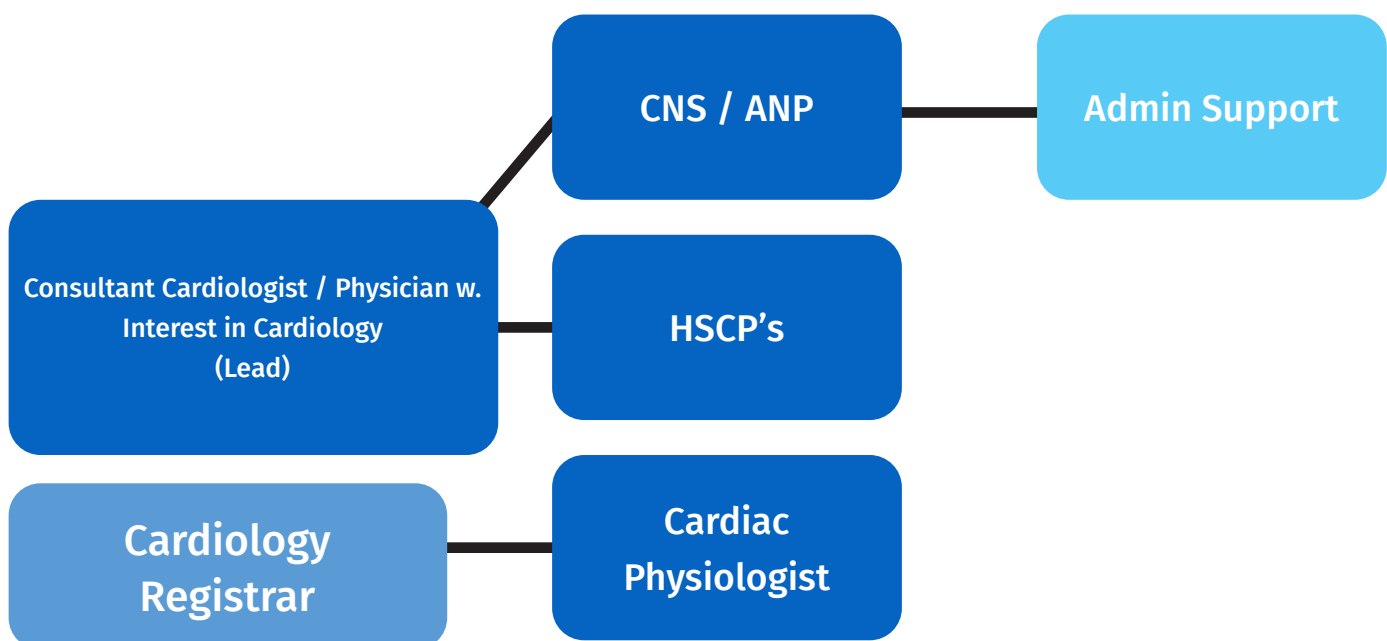 CNS / ANP
Admin Support
Consultant Cardiologist / Physician w.
Interest in Cardiology
(Lead)
HSCP’s
Cardiology
Registrar
Cardiac
Physiologist